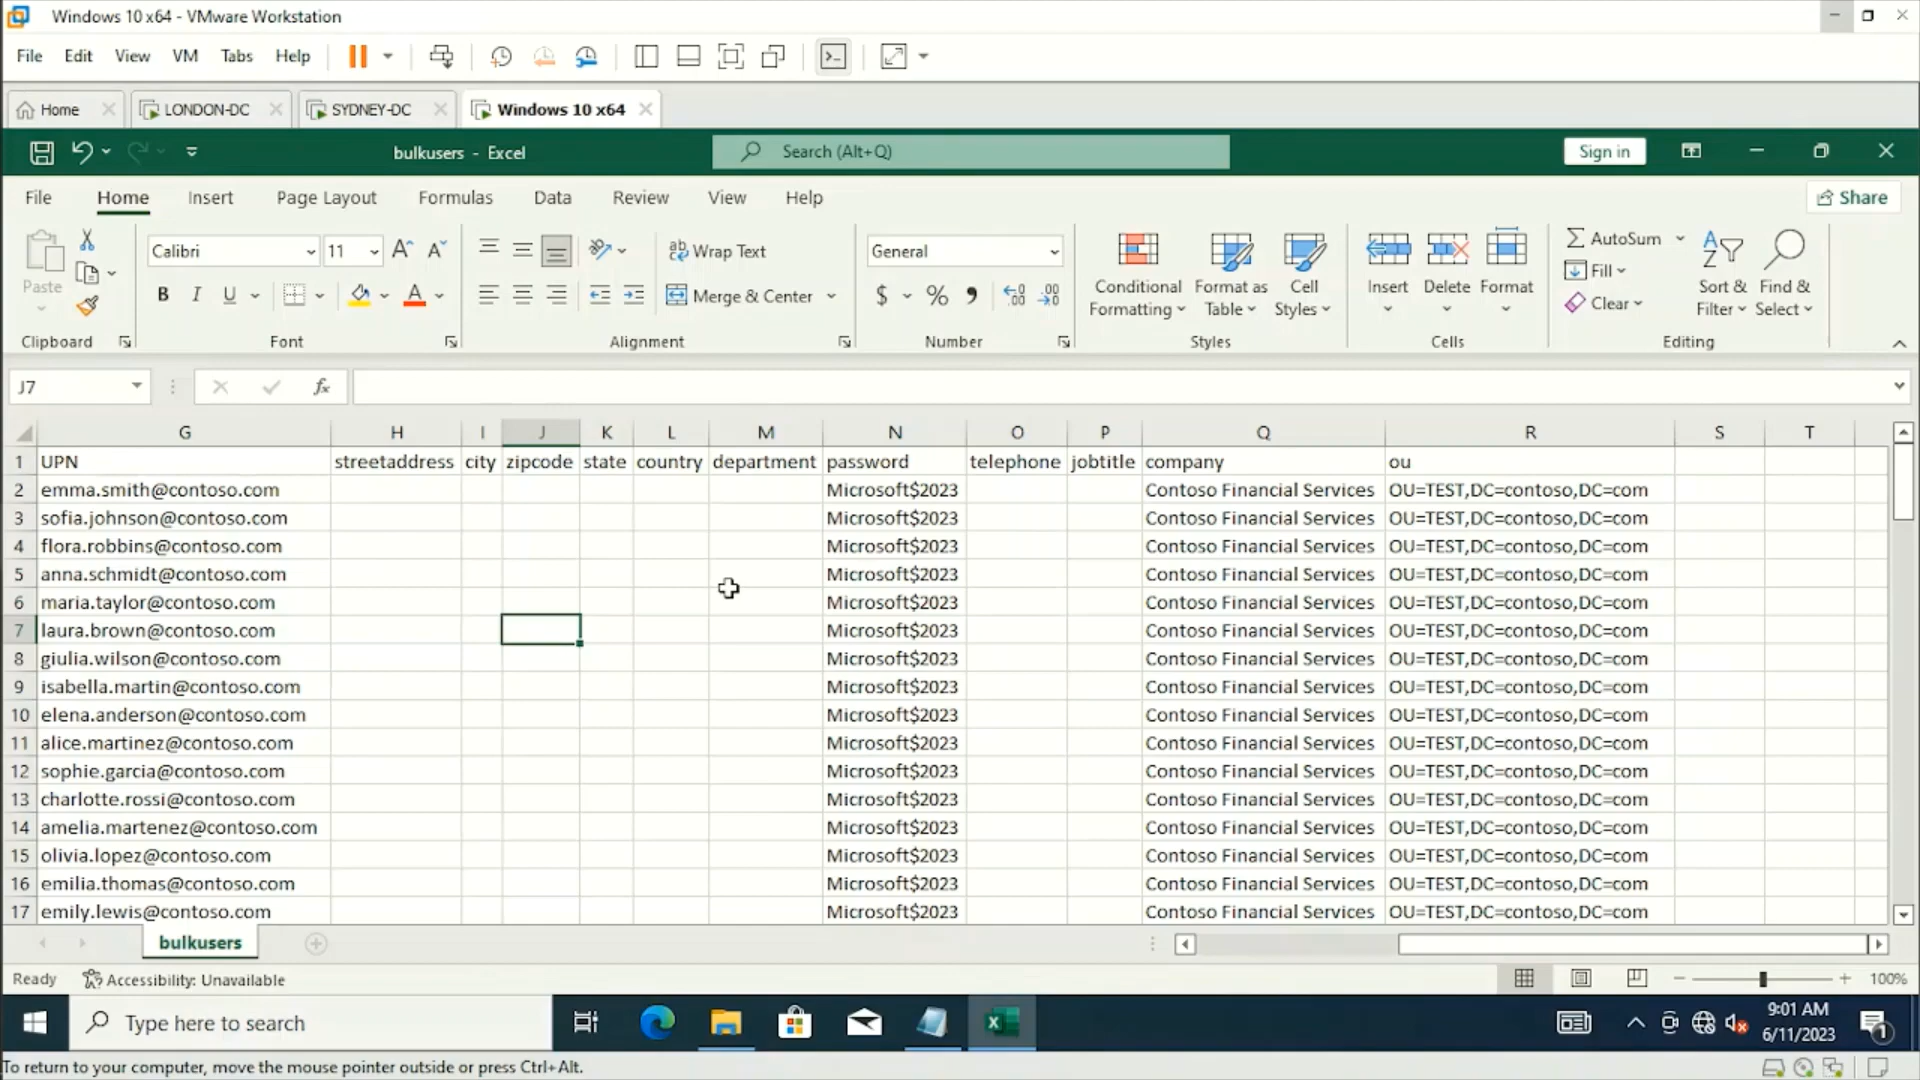 Windows 10 x64 - VMware Workstation
File Edit View VM Tabs Help
Home LONDON-DC SYDNEY-DC Windows 10 x64
bulkusers - Excel Search (Alt+Q) Sign in
File Home Insert Page Layout Formulas Data Review View Help Share
Calibri 11 Wrap Text General AutoSum
Paste Conditional Format as Cell Insert Delete Format Fill Sort & Find &
B I U A Merge & Center $ % Formatting Table Styles Clear Filter Select
Clipboard Font Alignment Number Styles Cells Editing
J7 fx
G H I J K L M N O P Q R S T
1 UPN streetaddress city zipcode state country department password telephone jobtitle company ou
2 emma.smith@contoso.com Microsoft$2023 Contoso Financial Services OU=TEST,DC=contoso,DC=com
3 sofia.johnson@contoso.com Microsoft$2023 Contoso Financial Services OU=TEST,DC=contoso,DC=com
4 flora.robbins@contoso.com Microsoft$2023 Contoso Financial Services OU=TEST,DC=contoso,DC=com
5 anna.schmidt@contoso.com Microsoft$2023 Contoso Financial Services OU=TEST,DC=contoso,DC=com
6 maria.taylor@contoso.com Microsoft$2023 Contoso Financial Services OU=TEST,DC=contoso,DC=com
7 laura.brown@contoso.com Microsoft$2023 Contoso Financial Services OU=TEST,DC=contoso,DC=com
8 giulia.wilson@contoso.com Microsoft$2023 Contoso Financial Services OU=TEST,DC=contoso,DC=com
9 isabella.martin@contoso.com Microsoft$2023 Contoso Financial Services OU=TEST,DC=contoso,DC=com
10 elena.anderson@contoso.com Microsoft$2023 Contoso Financial Services OU=TEST,DC=contoso,DC=com
11 alice.martinez@contoso.com Microsoft$2023 Contoso Financial Services OU=TEST,DC=contoso,DC=com
12 sophie.garcia@contoso.com Microsoft$2023 Contoso Financial Services OU=TEST,DC=contoso,DC=com
13 charlotte.rossi@contoso.com Microsoft$2023 Contoso Financial Services OU=TEST,DC=contoso,DC=com
14 amelia.martenez@contoso.com Microsoft$2023 Contoso Financial Services OU=TEST,DC=contoso,DC=com
15 olivia.lopez@contoso.com Microsoft$2023 Contoso Financial Services OU=TEST,DC=contoso,DC=com
16 emilia.thomas@contoso.com Microsoft$2023 Contoso Financial Services OU=TEST,DC=contoso,DC=com
17 emily.lewis@contoso.com Microsoft$2023 Contoso Financial Services OU=TEST,DC=contoso,DC=com
bulkusers
Ready Accessibility: Unavailable 100%
Type here to search 9:01 AM
6/11/2023 1
To return to your computer, move the mouse pointer outside or press Ctrl+Alt.